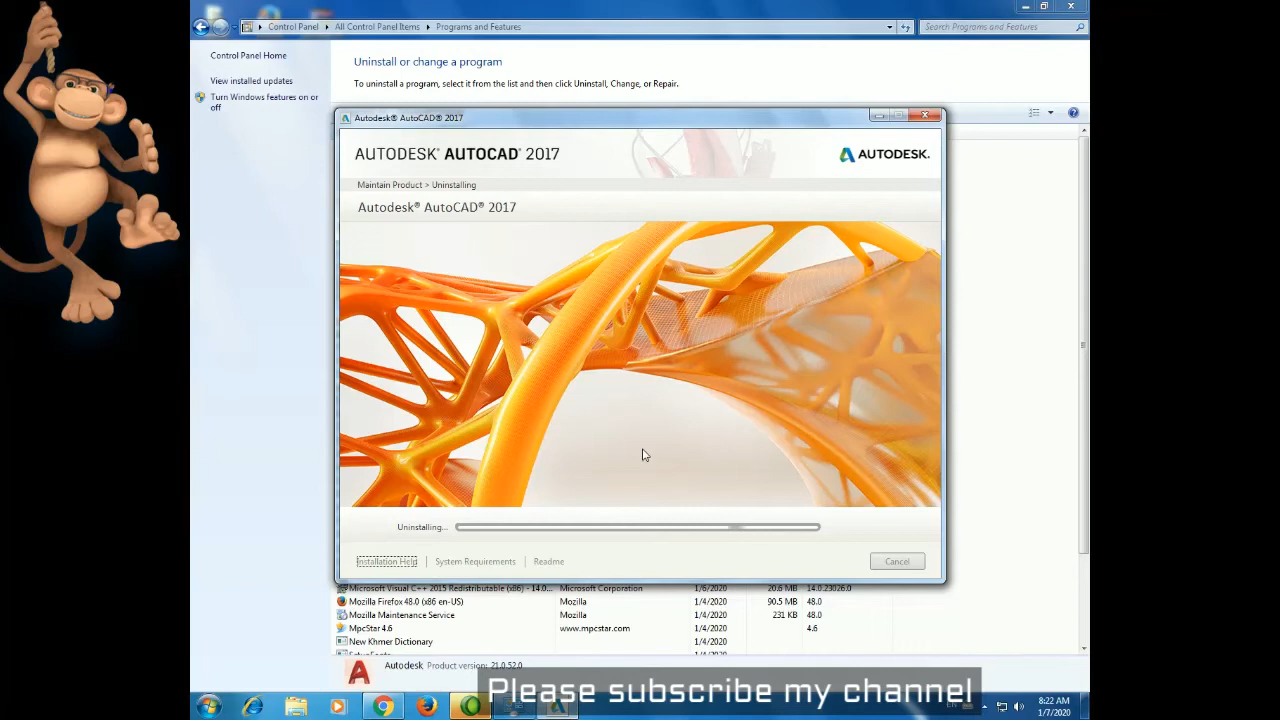 Control Panel ▸ All Control Panel Items ▸ Programs and Features
Search Programs and Features
Control Panel Home
View installed updates
Turn Windows features on or
off
Uninstall or change a program
To uninstall a program, select it from the list and then click Uninstall, Change, or Repair.
Autodesk® AutoCAD® 2017
AUTODESK® AUTOCAD® 2017
AUTODESK.
Maintain Product > Uninstalling
Autodesk® AutoCAD® 2017
Uninstalling...
Installation Help | System Requirements | Readme
Cancel
Microsoft Visual C++ 2015 Redistributable (x86) - 14.0.... Microsoft Corporation 1/6/2020 20.6 MB 14.0.23026.0
Mozilla Firefox 48.0 (x86 en-US) Mozilla 1/4/2020 90.5 MB 48.0
Mozilla Maintenance Service Mozilla 1/4/2020 231 KB 48.0
MpcStar 4.6 www.mpcstar.com 1/4/2020 4.6
New Khmer Dictionary 1/4/2020
Autodesk Product version: 21.0.52.0
Please subscribe my channel
EN
8:22 AM
1/7/2020